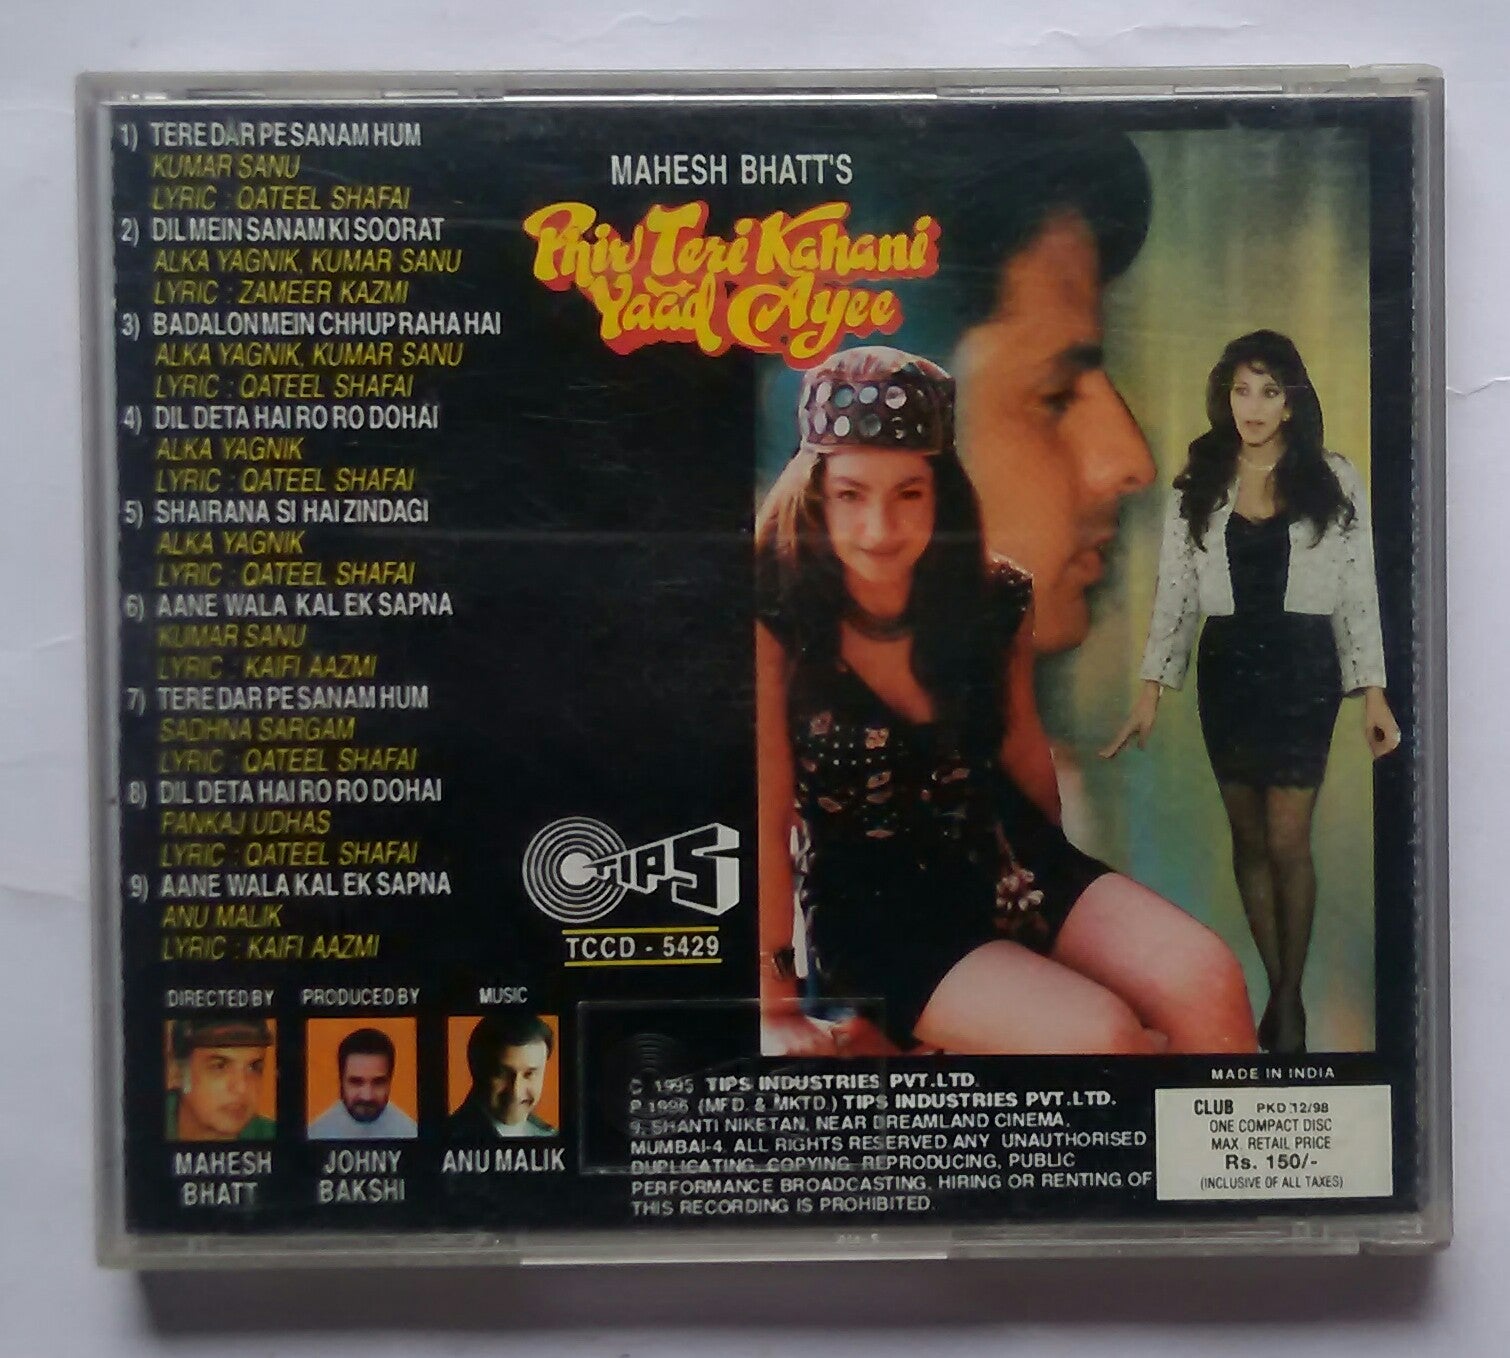 1) TERE DAR PE SANAM HUM
KUMAR SANU
LYRIC : QATEEL SHAFAI
2) DIL MEIN SANAM KI SOORAT
ALKA YAGNIK, KUMAR SANU
LYRIC : ZAMEER KAZMI
3) BADALON MEIN CHHUP RAHA HAI
ALKA YAGNIK, KUMAR SANU
LYRIC : QATEEL SHAFAI
4) DIL DETA HAI RO RO DOHAI
ALKA YAGNIK
LYRIC : QATEEL SHAFAI
5) SHAIRANA SI HAI ZINDAGI
ALKA YAGNIK
LYRIC : QATEEL SHAFAI
6) AANE WALA KAL EK SAPNA
KUMAR SANU
LYRIC : KAIFI AAZMI
7) TERE DAR PE SANAM HUM
SADHNA SARGAM
LYRIC : QATEEL SHAFAI
8) DIL DETA HAI RO RO DOHAI
PANKAJ UDHAS
LYRIC : QATEEL SHAFAI
9) AANE WALA KAL EK SAPNA
ANU MALIK
LYRIC : KAIFI AAZMI
MAHESH BHATT'S
Phir Teri Kahani
Yaad Ayee
TIPS
TCCD - 5429
DIRECTED BY
MAHESH
BHATT
PRODUCED BY
JOHNY
BAKSHI
MUSIC
ANU MALIK
C 1995 TIPS INDUSTRIES PVT. LTD.
P 1996 (MFD. & MKTD.) TIPS INDUSTRIES PVT. LTD.
9, SHANTI NIKETAN, NEAR DREAMLAND CINEMA,
MUMBAI-4. ALL RIGHTS RESERVED ANY UNAUTHORISED
DUPLICATING, COPYING, REPRODUCING, PUBLIC
PERFORMANCE BROADCASTING, HIRING OR RENTING OF
THIS RECORDING IS PROHIBITED.
MADE IN INDIA
CLUB PKD.12/98
ONE COMPACT DISC
MAX. RETAIL PRICE
Rs. 150/-
(INCLUSIVE OF ALL TAXES)